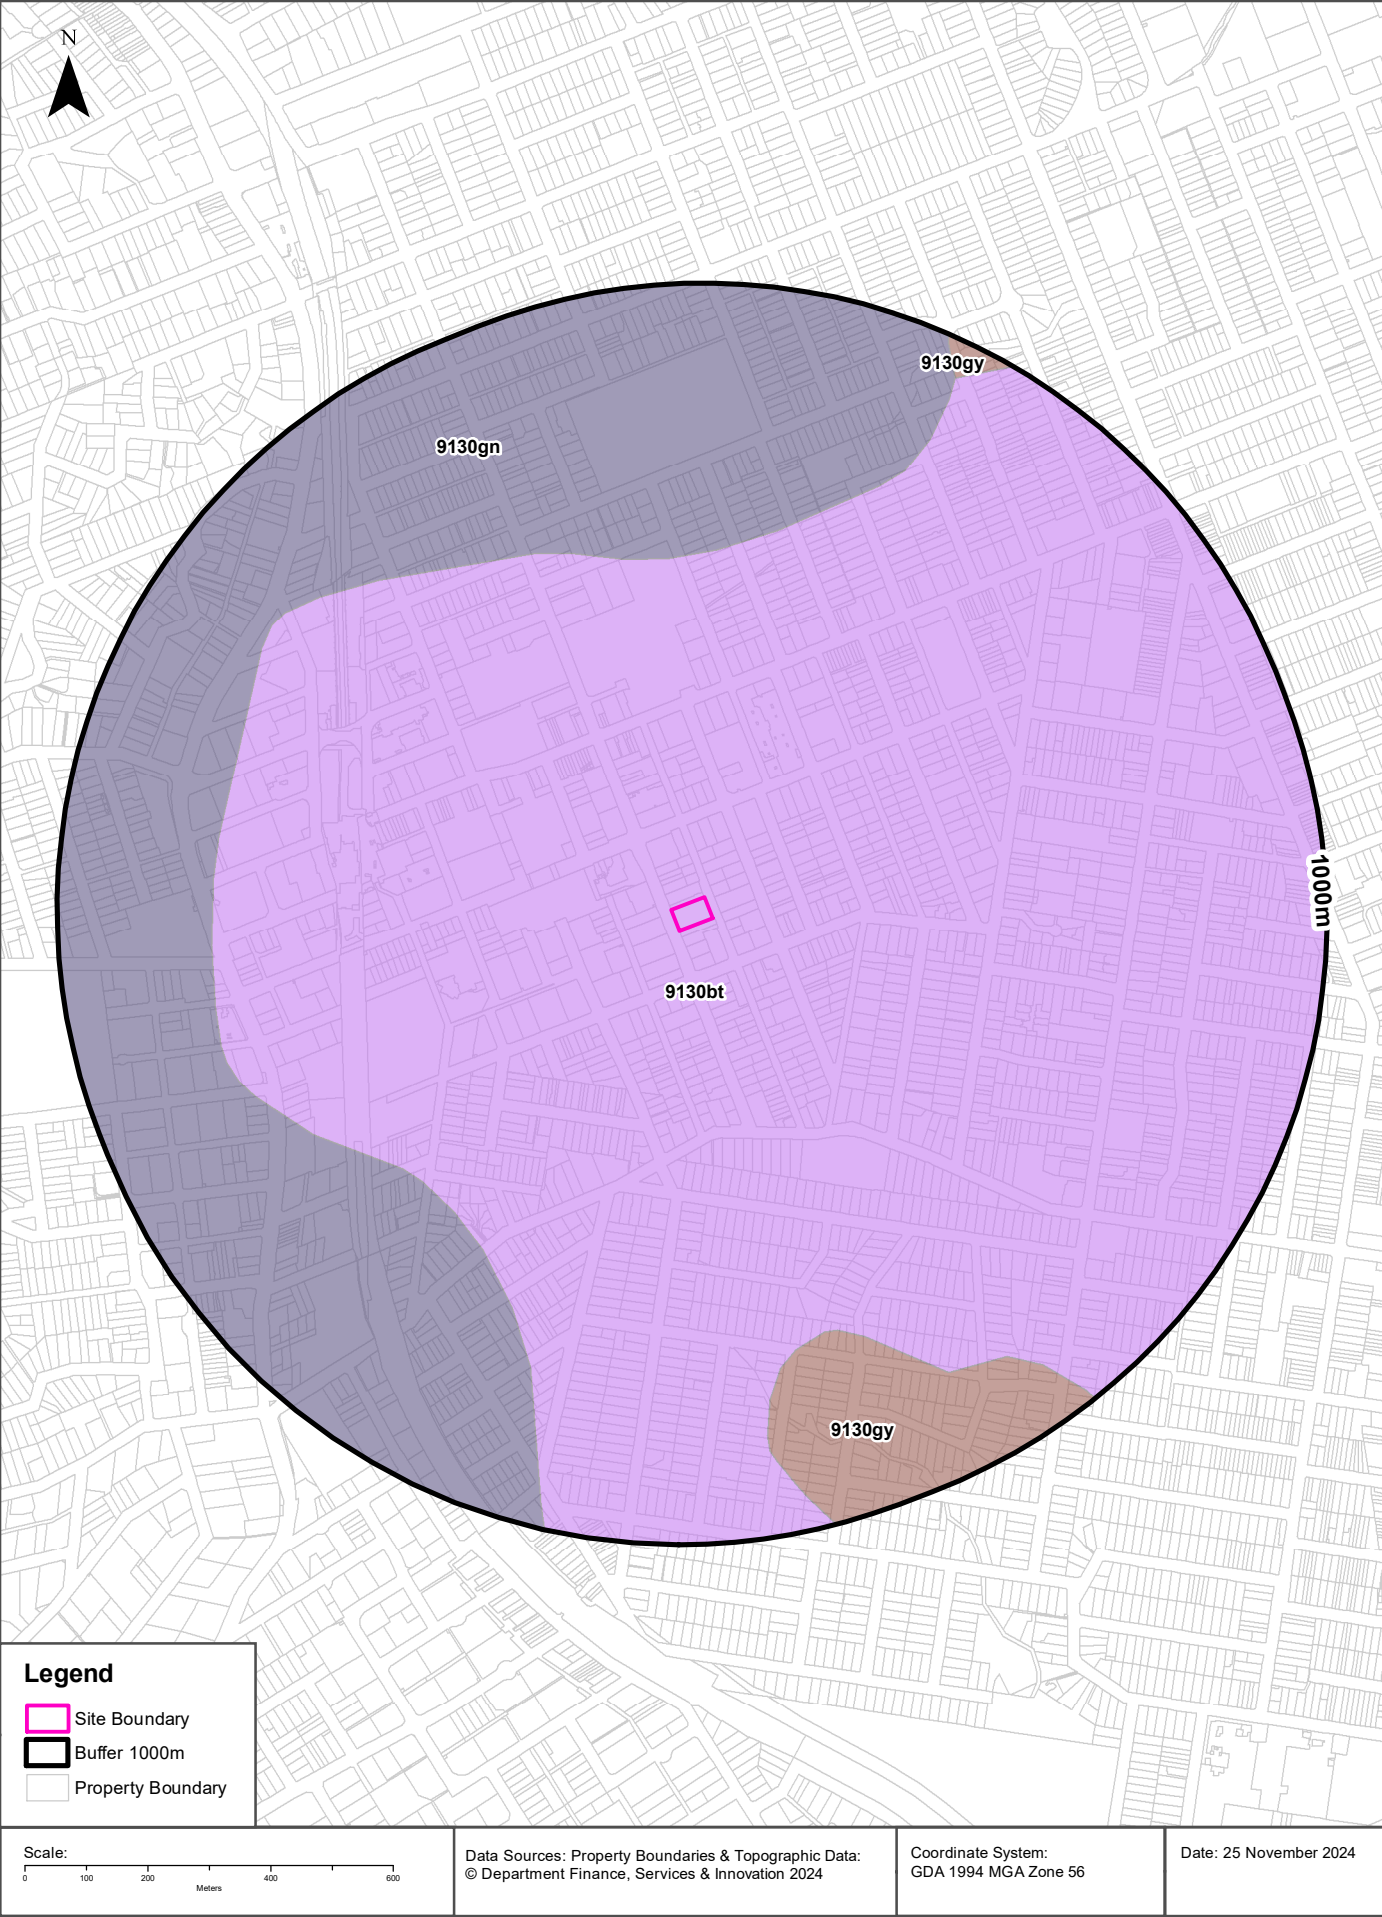 N
9130gy
9130gn
1000m
9130bt
9130gy
Legend
Site Boundary
Buffer 1000m
Property Boundary
Scale:
0 100 200 400 600
Meters
Data Sources: Property Boundaries & Topographic Data:
© Department Finance, Services & Innovation 2024
Coordinate System:
GDA 1994 MGA Zone 56
Date: 25 November 2024